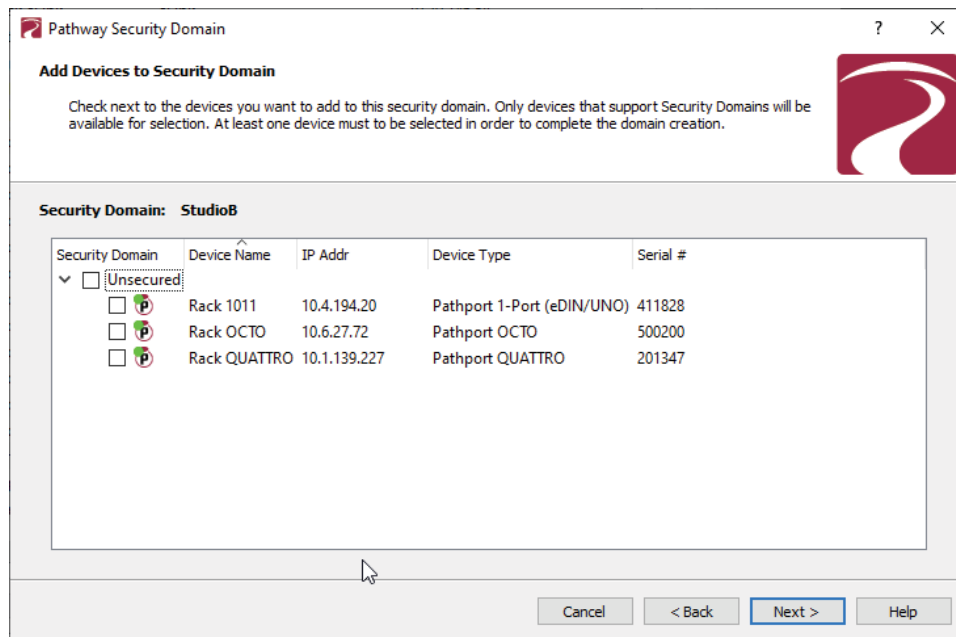 Pathway Security Domain ?
Add Devices to Security Domain
Check next to the devices you want to add to this security domain. Only devices that support Security Domains will be
available for selection. At least one device must to be selected in order to complete the domain creation.
Security Domain: StudioB
Security Domain Device Name IP Addr Device Type Serial #
Unsecured
P Rack 1011 10.4.194.20 Pathport 1-Port (eDIN/UNO) 411828
P Rack OCTO 10.6.27.72 Pathport OCTO 500200
P Rack QUATTRO 10.1.139.227 Pathport QUATTRO 201347
Cancel < Back Next > Help